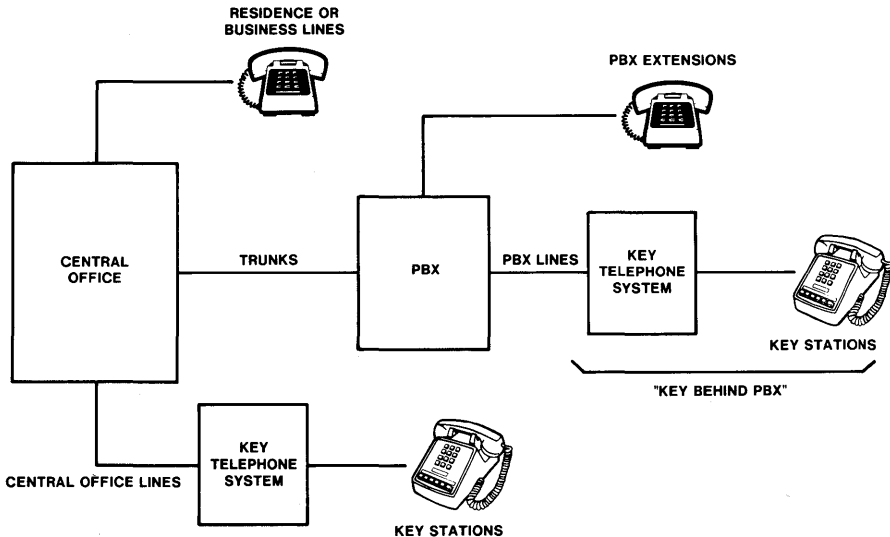 RESIDENCE OR
BUSINESS LINES
PBX EXTENSIONS
CENTRAL
OFFICE
TRUNKS
PBX
PBX LINES
KEY
TELEPHONE
SYSTEM
KEY STATIONS
"KEY BEHIND PBX"
KEY
TELEPHONE
SYSTEM
CENTRAL OFFICE LINES
KEY STATIONS